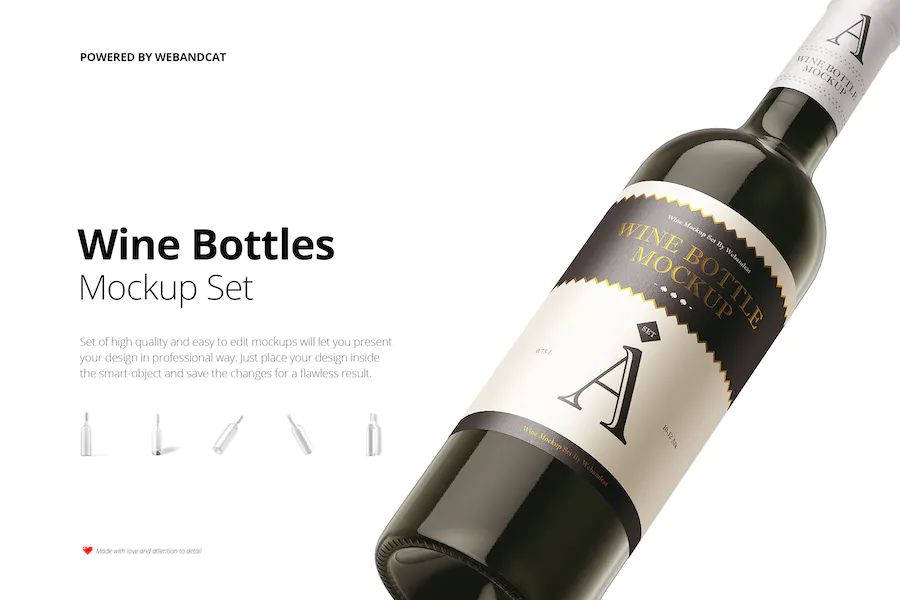 POWERED BY WEBANDCAT
Wine Bottles
Mockup Set
Set of high quality and easy to edit mockups will let you present
your design in professional way. Just place your design inside
the smart-object and save the changes for a flawless result.
Made with love and attention to detail
A
WINE BOTTLE
MOCKUP
Wine Mockup Set By Webandcat
WINE BOTTLE
MOCKUP
SET
0.75 L
A
Wine Mockup Set By Webandcat